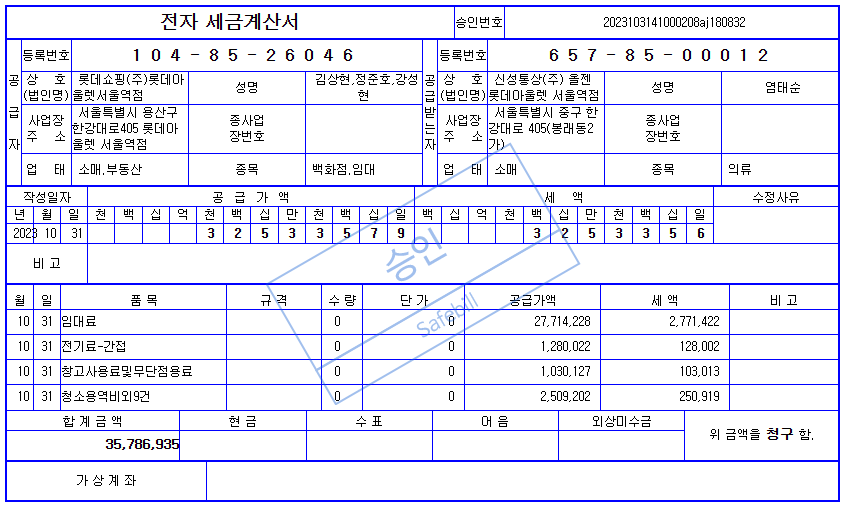 전자 세금계산서 승인번호 2023103141000208aj180832
공급자 등록번호 104-85-26046 공급받는자 등록번호 657-85-00012
상 호 (법인명) 롯데쇼핑(주)롯데아울렛서울역점 성명 김상현,정준호,강성현 상 호 (법인명) 신성통상(주) 올젠 롯데아울렛 서울역점 성명 염태순
사업장 주 소 서울특별시 용산구 한강대로405 롯데아울렛 서울역점 종사업장번호 사업장 주 소 서울특별시 중구 한강대로 405(봉래동2가) 종사업장번호
업 태 소매,부동산 종목 백화점,임대 업 태 소매 종목 의류
작성일자 공 급 가 액 세 액 수정사유
년 월 일 천 백 십 억 천 백 십 만 천 백 십 일 백 십 억 천 백 십 만 천 백 십 일
2023 10 31 3 2 5 3 3 5 7 9 3 2 5 3 3 5 6
비 고
승인
Safebill
월 일 품 목 규 격 수 량 단 가 공급가액 세 액 비 고
10 31 임대료 0 0 27,714,228 2,771,422
10 31 전기료-간접 0 0 1,280,022 128,002
10 31 창고사용료및무단점용료 0 0 1,030,127 103,013
10 31 청소용역비외9건 0 0 2,509,202 250,919
합 계 금 액 현 금 수 표 어 음 외상미수금 위 금액을 청구 함.
35,786,935
가 상 계 좌